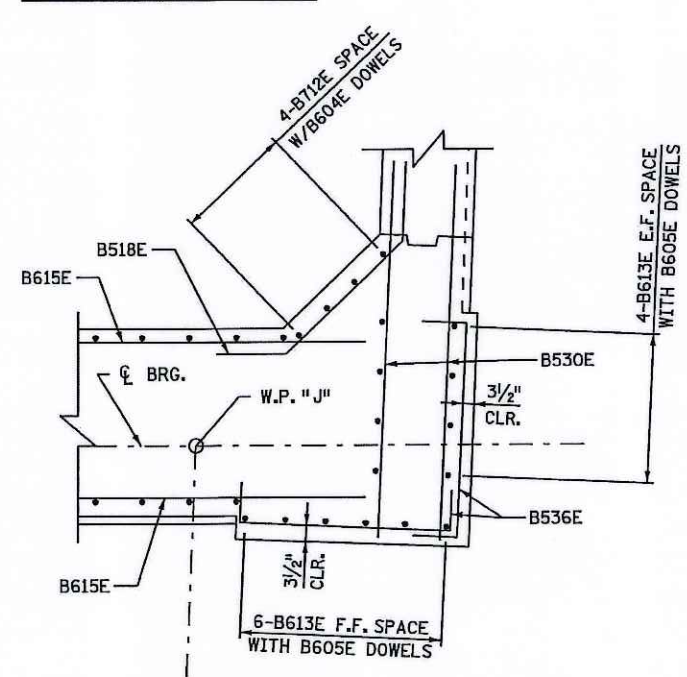 4-B712E SPACE
W/B604E DOWELS
B518E
B615E
℄ BRG.
W.P. "J"
4-B613E E.F. SPACE
WITH B605E DOWELS
B530E
3½"
CLR.
B536E
B615E
3½"
CLR.
6-B613E F.F. SPACE
WITH B605E DOWELS